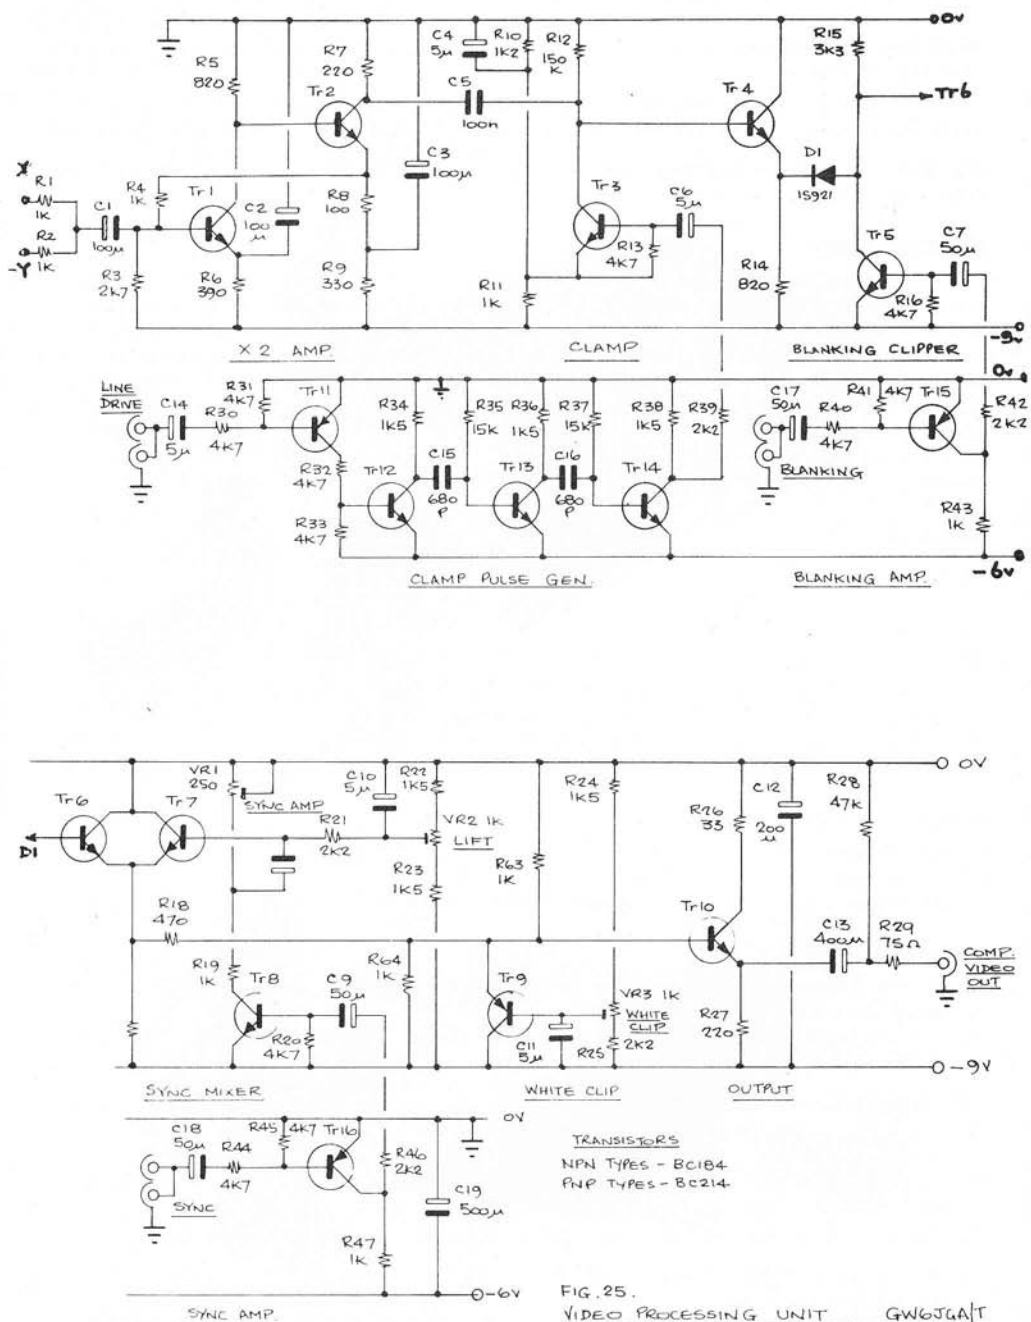 0v
R5
820
R7
220
C4
5µ
R10
1K2
R12
150
K
R15
3K3
Tr2
C5
100n
Tr4
Tr6
C3
100µ
D1
1S921
X
R1
1K
-Y
R2
1K
C1
100µ
R4
1K
Tr1
C2
100
µ
R8
100
Tr3
C6
5µ
R13
4K7
Tr5
C7
50µ
R3
2K7
R6
390
R9
330
R11
1K
R14
820
R16
4K7
-9v
X 2 AMP.
CLAMP
BLANKING CLIPPER
0v
LINE
DRIVE
C14
5µ
R31
4K7
R30
4K7
Tr11
R34
1K5
R35
15K
R36
1K5
R37
15K
R38
1K5
R39
2K2
C17
50µ
R41
4K7
R40
4K7
Tr15
R42
2K2
BLANKING
R32
4K7
Tr12
C15
680
P
Tr13
C16
680
P
Tr14
R33
4K7
R43
1K
-6v
CLAMP PULSE GEN.
BLANKING AMP.
0V
Tr6
Tr7
D1
VR1
250
SYNC AMP
C10
5µ
R22
1K5
R21
2K2
VR2 1K
LIFT
R23
1K5
R24
1K5
R63
1K
R26
33
C12
200
µ
R28
47K
R18
470
Tr10
C13
400µ
R29
75Ω
COMP.
VIDEO
OUT
R19
1K
Tr8
C9
50µ
R64
1K
Tr9
VR3 1K
WHITE
CLIP
R27
220
R20
4K7
C11
5µ
R25
2K2
-9V
SYNC MIXER
WHITE CLIP
OUTPUT
0V
C18
50µ
R44
4K7
R45
4K7
Tr16
R46
2K2
SYNC
C19
500µ
R47
1K
TRANSISTORS
NPN TYPES - BC184
PNP TYPES - BC214
-6V
SYNC AMP.
FIG. 25.
VIDEO PROCESSING UNIT GW6JGA/T